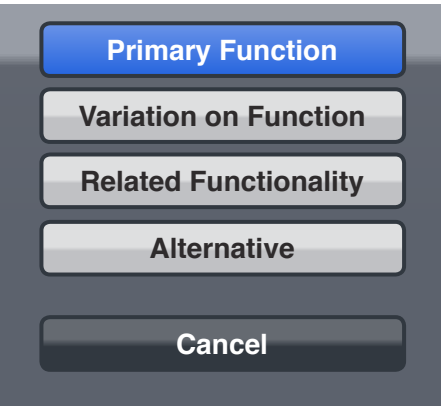 Primary Function
Variation on Function
Related Functionality
Alternative
Cancel